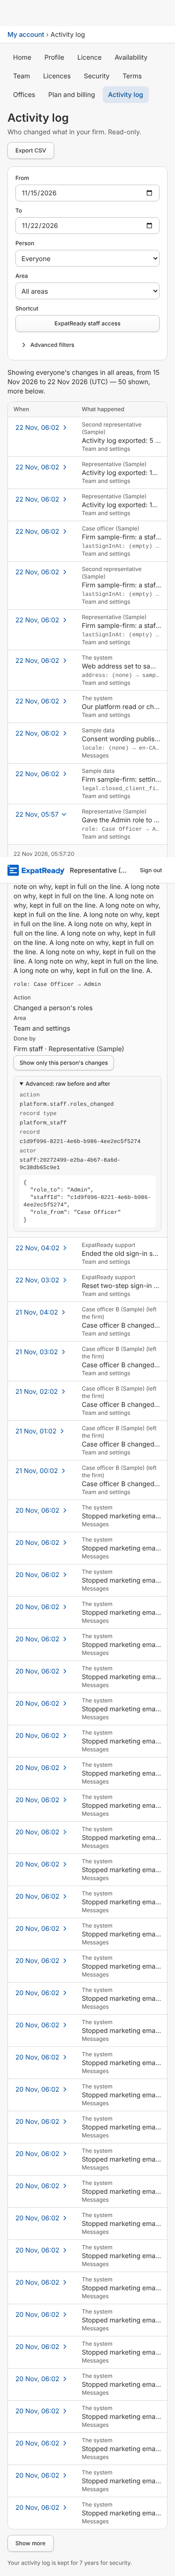 My account › Activity log
Home Profile Licence Availability
Team Licences Security Terms
Offices Plan and billing Activity log
Activity log
Who changed what in your firm. Read-only.
Export CSV
From
11/15/2026
To
11/22/2026
Person
Everyone
Area
All areas
Shortcut
ExpatReady staff access
Advanced filters
Showing everyone's changes in all areas, from 15
Nov 2026 to 22 Nov 2026 (UTC) — 50 shown,
more below.
When What happened
22 Nov, 06:02 Second representative
(Sample)
Activity log exported: 5 …
Team and settings
22 Nov, 06:02 Representative (Sample)
Activity log exported: 1…
Team and settings
22 Nov, 06:02 Representative (Sample)
Activity log exported: 1…
Team and settings
22 Nov, 06:02 Case officer (Sample)
Firm sample-firm: a staf…
lastSignInAt: (empty) …
Team and settings
22 Nov, 06:02 Second representative
(Sample)
Firm sample-firm: a staf…
lastSignInAt: (empty) …
Team and settings
22 Nov, 06:02 Representative (Sample)
Firm sample-firm: a staf…
lastSignInAt: (empty) …
Team and settings
22 Nov, 06:02 The system
Web address set to sa…
address: (none) → samp…
Team and settings
22 Nov, 06:02 The system
Our platform read or ch…
Team and settings
22 Nov, 06:02 Sample data
Consent wording publis…
locale: (none) → en-CA…
Messages
22 Nov, 06:02 Sample data
Firm sample-firm: settin…
legal.closed_client_fi…
Team and settings
22 Nov, 05:57 Representative (Sample)
Gave the Admin role to …
role: Case Officer → A…
Team and settings
22 Nov 2026, 05:57:20
ExpatReady Representative (… Sign out
note on why, kept in full on the line. A long note
on why, kept in full on the line. A long note on
why, kept in full on the line. A long note on why,
kept in full on the line. A long note on why, kept
in full on the line. A long note on why, kept in full
on the line. A long note on why, kept in full on
the line. A long note on why, kept in full on the
line. A long note on why, kept in full on the line.
A long note on why, kept in full on the line. A.
role: Case Officer → Admin
Action
Changed a person's roles
Area
Team and settings
Done by
Firm staff · Representative (Sample)
Show only this person's changes
Advanced: raw before and after
action
platform.staff.roles_changed
record type
platform_staff
record
c1d9f096-8221-4e6b-b986-4ee2ec5f5274
actor
staff:20272499-e2ba-4b67-8a6d-
9c38db65c9e1
{
"role_to": "Admin",
"staffId": "c1d9f096-8221-4e6b-b986-
4ee2ec5f5274",
"role_from": "Case Officer"
}
22 Nov, 04:02 ExpatReady support
Ended the old sign-in s…
Team and settings
22 Nov, 03:02 ExpatReady support
Reset two-step sign-in …
Team and settings
21 Nov, 04:02 Case officer B (Sample) (left
the firm)
Case officer B changed…
Team and settings
21 Nov, 03:02 Case officer B (Sample) (left
the firm)
Case officer B changed…
Team and settings
21 Nov, 02:02 Case officer B (Sample) (left
the firm)
Case officer B changed…
Team and settings
21 Nov, 01:02 Case officer B (Sample) (left
the firm)
Case officer B changed…
Team and settings
21 Nov, 00:02 Case officer B (Sample) (left
the firm)
Case officer B changed…
Team and settings
20 Nov, 06:02 The system
Stopped marketing ema…
Messages
20 Nov, 06:02 The system
Stopped marketing ema…
Messages
20 Nov, 06:02 The system
Stopped marketing ema…
Messages
20 Nov, 06:02 The system
Stopped marketing ema…
Messages
20 Nov, 06:02 The system
Stopped marketing ema…
Messages
20 Nov, 06:02 The system
Stopped marketing ema…
Messages
20 Nov, 06:02 The system
Stopped marketing ema…
Messages
20 Nov, 06:02 The system
Stopped marketing ema…
Messages
20 Nov, 06:02 The system
Stopped marketing ema…
Messages
20 Nov, 06:02 The system
Stopped marketing ema…
Messages
20 Nov, 06:02 The system
Stopped marketing ema…
Messages
20 Nov, 06:02 The system
Stopped marketing ema…
Messages
20 Nov, 06:02 The system
Stopped marketing ema…
Messages
20 Nov, 06:02 The system
Stopped marketing ema…
Messages
20 Nov, 06:02 The system
Stopped marketing ema…
Messages
20 Nov, 06:02 The system
Stopped marketing ema…
Messages
20 Nov, 06:02 The system
Stopped marketing ema…
Messages
20 Nov, 06:02 The system
Stopped marketing ema…
Messages
20 Nov, 06:02 The system
Stopped marketing ema…
Messages
20 Nov, 06:02 The system
Stopped marketing ema…
Messages
20 Nov, 06:02 The system
Stopped marketing ema…
Messages
20 Nov, 06:02 The system
Stopped marketing ema…
Messages
20 Nov, 06:02 The system
Stopped marketing ema…
Messages
20 Nov, 06:02 The system
Stopped marketing ema…
Messages
20 Nov, 06:02 The system
Stopped marketing ema…
Messages
20 Nov, 06:02 The system
Stopped marketing ema…
Messages
20 Nov, 06:02 The system
Stopped marketing ema…
Messages
20 Nov, 06:02 The system
Stopped marketing ema…
Messages
20 Nov, 06:02 The system
Stopped marketing ema…
Messages
20 Nov, 06:02 The system
Stopped marketing ema…
Messages
20 Nov, 06:02 The system
Stopped marketing ema…
Messages
20 Nov, 06:02 The system
Stopped marketing ema…
Messages
Show more
Your activity log is kept for 7 years for security.